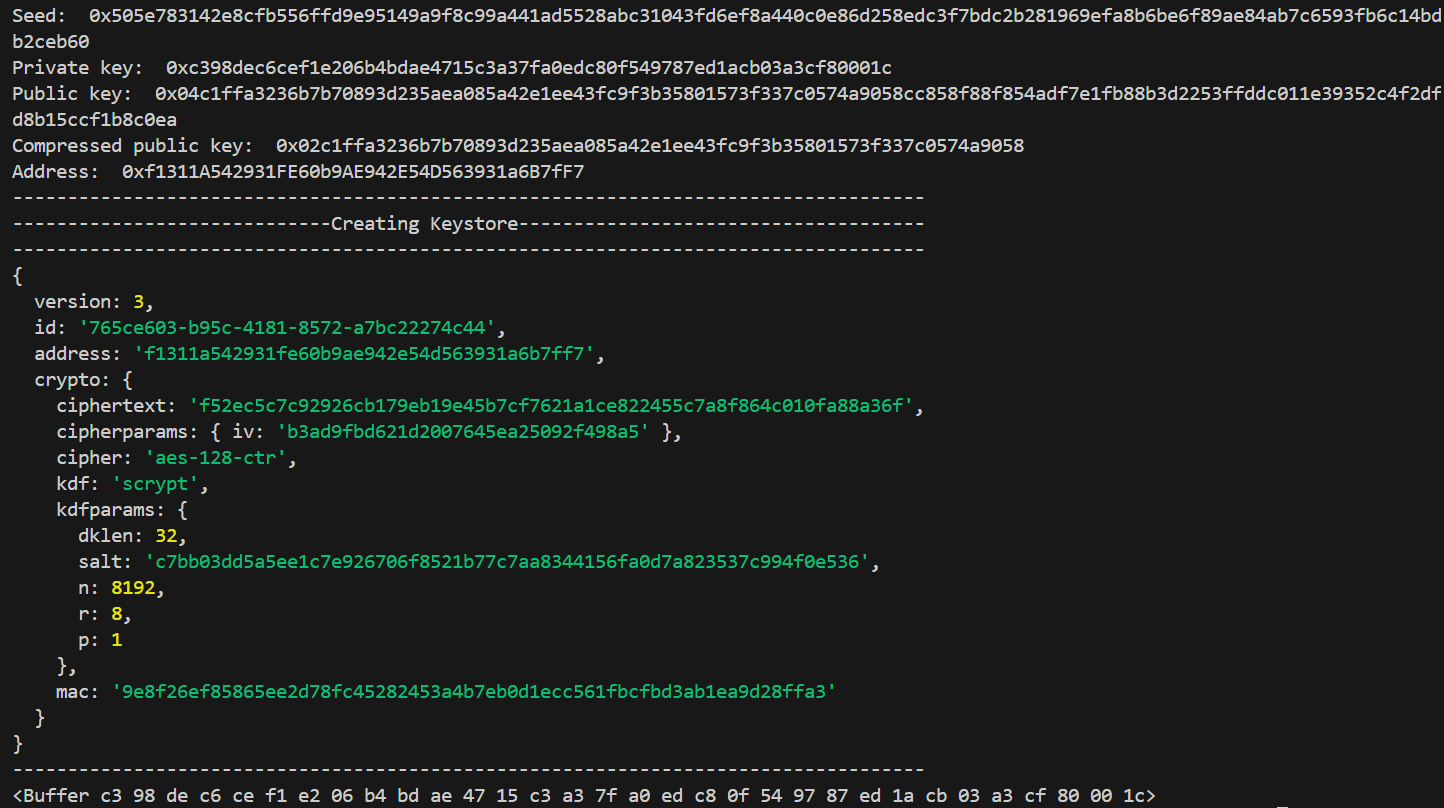 Seed:  0x505e783142e8cfb556ffd9e95149a9f8c99a441ad5528abc31043fd6ef8a440c0e86d258edc3f7bdc2b281969efa8b6be6f89ae84ab7c6593fb6c14bd
b2ceb60
Private key:  0xc398dec6cef1e206b4bdae4715c3a37fa0edc80f549787ed1acb03a3cf80001c
Public key:  0x04c1ffa3236b7b70893d235aea085a42e1ee43fc9f3b35801573f337c0574a9058cc858f88f854adf7e1fb88b3d2253ffddc011e39352c4f2df
d8b15ccf1b8c0ea
Compressed public key:  0x02c1ffa3236b7b70893d235aea085a42e1ee43fc9f3b35801573f337c0574a9058
Address:  0xf1311A542931FE60b9AE942E54D563931a6B7fF7
-----------------------------------------------------------------------------------
-----------------------------Creating Keystore-------------------------------------
-----------------------------------------------------------------------------------
{
  version: 3,
  id: '765ce603-b95c-4181-8572-a7bc22274c44',
  address: 'f1311a542931fe60b9ae942e54d563931a6b7ff7',
  crypto: {
    ciphertext: 'f52ec5c7c92926cb179eb19e45b7cf7621a1ce822455c7a8f864c010fa88a36f',
    cipherparams: { iv: 'b3ad9fbd621d2007645ea25092f498a5' },
    cipher: 'aes-128-ctr',
    kdf: 'scrypt',
    kdfparams: {
      dklen: 32,
      salt: 'c7bb03dd5a5ee1c7e926706f8521b77c7aa8344156fa0d7a823537c994f0e536',
      n: 8192,
      r: 8,
      p: 1
    },
    mac: '9e8f26ef85865ee2d78fc45282453a4b7eb0d1ecc561fbcfbd3ab1ea9d28ffa3'
  }
}
-----------------------------------------------------------------------------------
<Buffer c3 98 de c6 ce f1 e2 06 b4 bd ae 47 15 c3 a3 7f a0 ed c8 0f 54 97 87 ed 1a cb 03 a3 cf 80 00 1c>